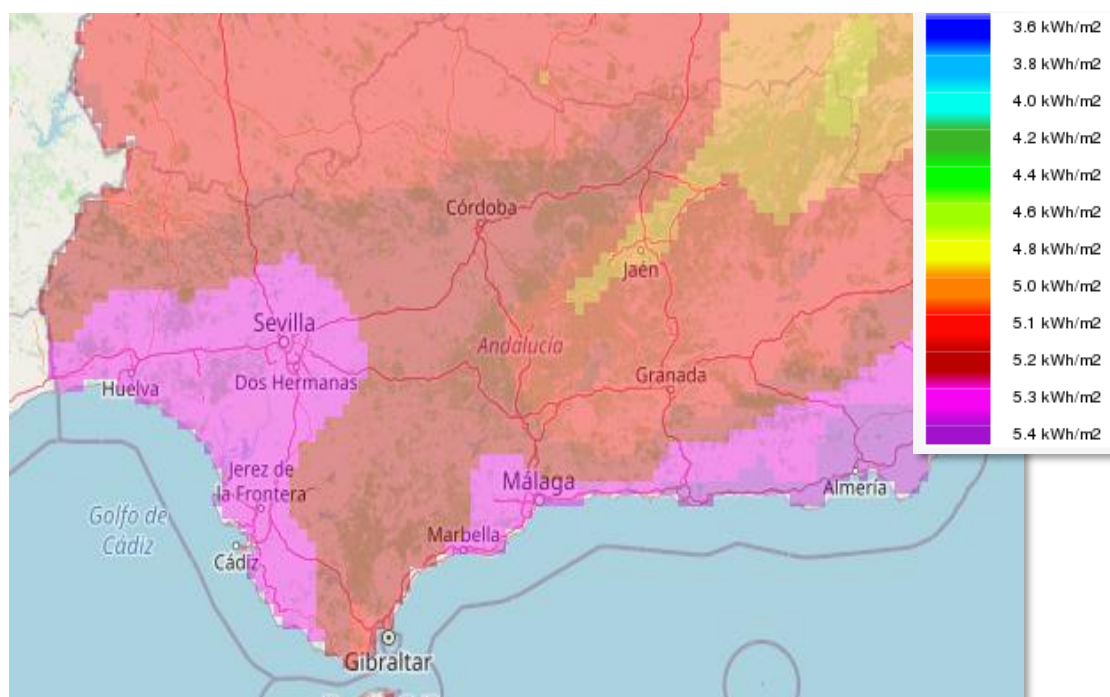 3.6 kWh/m2
3.8 kWh/m2
4.0 kWh/m2
4.2 kWh/m2
4.4 kWh/m2
4.6 kWh/m2
4.8 kWh/m2
5.0 kWh/m2
5.1 kWh/m2
5.2 kWh/m2
5.3 kWh/m2
5.4 kWh/m2
Córdoba
Jaén
Sevilla
Andalucía
Dos Hermanas
Granada
Huelva
Jerez de
la Frontera
Málaga
Almería
Golfo de
Cádiz
Marbella
Cádiz
Gibraltar